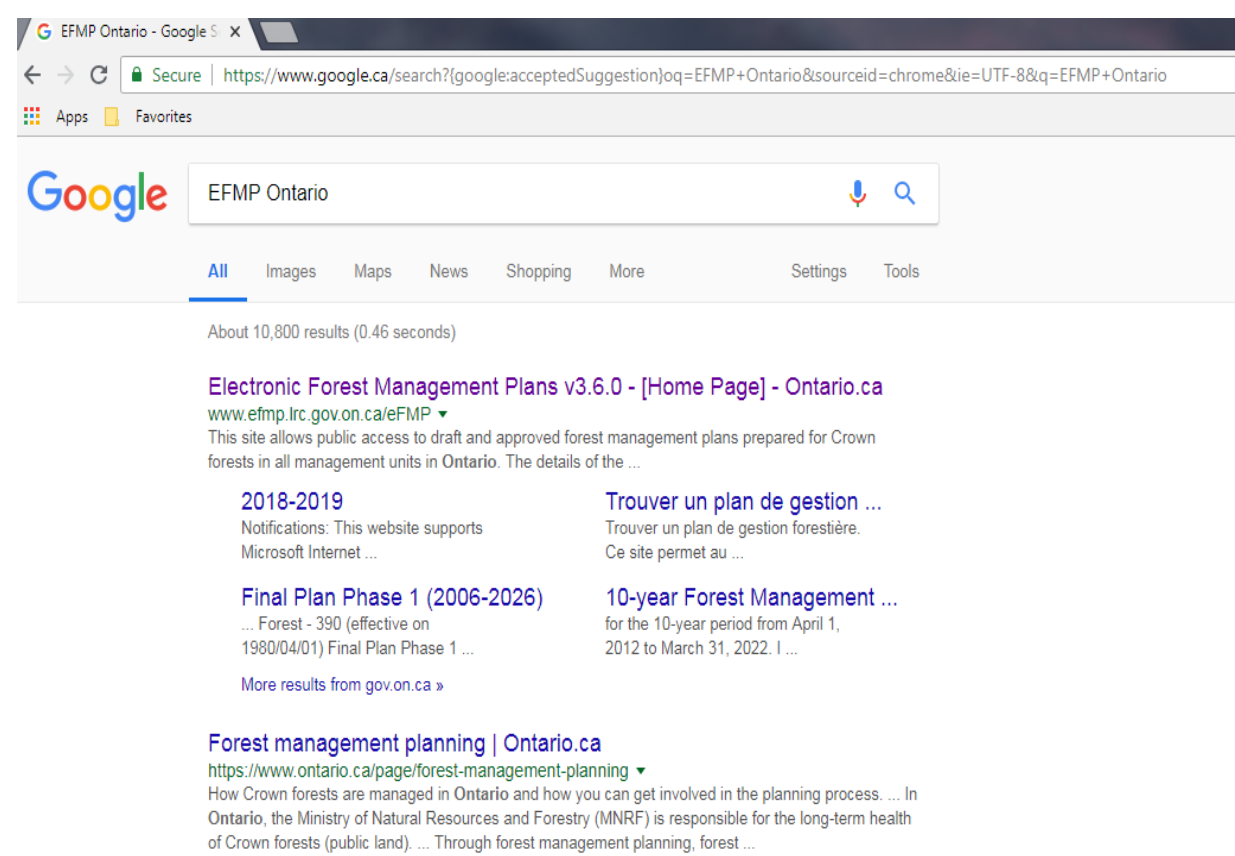 EFMP Ontario - Google S
Secure | https://www.google.ca/search?{google:acceptedSuggestion}oq=EFMP+Ontario&sourceid=chrome&ie=UTF-8&q=EFMP+Ontario
Apps Favorites
Google EFMP Ontario
All Images Maps News Shopping More Settings Tools
About 10,800 results (0.46 seconds)
Electronic Forest Management Plans v3.6.0 - [Home Page] - Ontario.ca
www.efmp.lrc.gov.on.ca/eFMP
This site allows public access to draft and approved forest management plans prepared for Crown
forests in all management units in Ontario. The details of the ...
2018-2019
Notifications: This website supports
Microsoft Internet ...
Trouver un plan de gestion ...
Trouver un plan de gestion forestière.
Ce site permet au ...
Final Plan Phase 1 (2006-2026)
... Forest - 390 (effective on
1980/04/01) Final Plan Phase 1 ...
10-year Forest Management ...
for the 10-year period from April 1,
2012 to March 31, 2022. I ...
More results from gov.on.ca »
Forest management planning | Ontario.ca
https://www.ontario.ca/page/forest-management-planning
How Crown forests are managed in Ontario and how you can get involved in the planning process. ... In
Ontario, the Ministry of Natural Resources and Forestry (MNRF) is responsible for the long-term health
of Crown forests (public land). ... Through forest management planning, forest ...